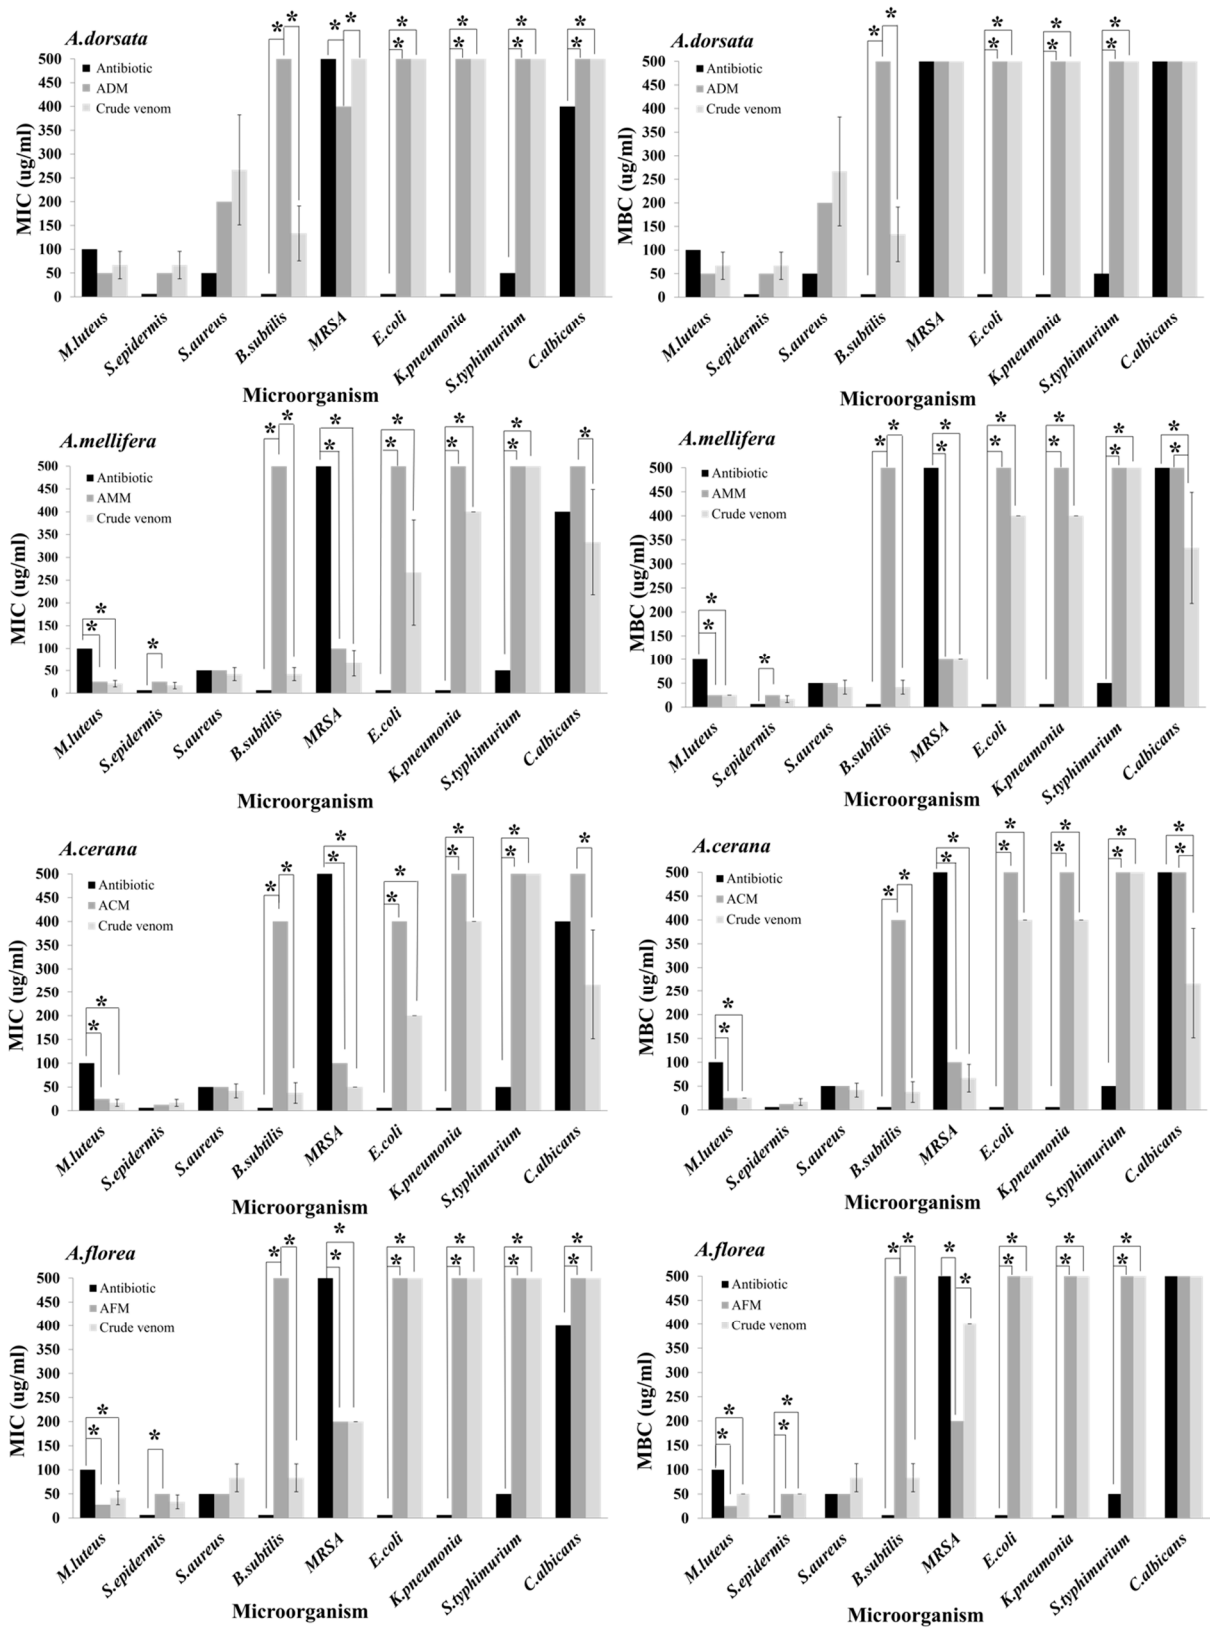 A.dorsata
Antibiotic
ADM
Crude venom
MIC (ug/ml)
500
450
400
350
300
250
200
150
100
50
0
M.luteus
S.epidermis
S.aureus
B.subtilis
MRSA
E.coli
K.pneumonia
S.typhimurium
C.albicans
Microorganism
* * * * * * * * * * * *
A.dorsata
Antibiotic
ADM
Crude venom
MBC (ug/ml)
500
450
400
350
300
250
200
150
100
50
0
M.luteus
S.epidermis
S.aureus
B.subtilis
MRSA
E.coli
K.pneumonia
S.typhimurium
C.albicans
Microorganism
* * * * * * * *
A.mellifera
Antibiotic
AMM
Crude venom
MIC (ug/ml)
500
450
400
350
300
250
200
150
100
50
0
M.luteus
S.epidermis
S.aureus
B.subtilis
MRSA
E.coli
K.pneumonia
S.typhimurium
C.albicans
Microorganism
* * * * * * * * * * * * * *
A.mellifera
Antibiotic
AMM
Crude venom
MBC (ug/ml)
500
450
400
350
300
250
200
150
100
50
0
M.luteus
S.epidermis
S.aureus
B.subtilis
MRSA
E.coli
K.pneumonia
S.typhimurium
C.albicans
Microorganism
* * * * * * * * * * * * * * *
A.cerana
Antibiotic
ACM
Crude venom
MIC (ug/ml)
500
450
400
350
300
250
200
150
100
50
0
M.luteus
S.epidermis
S.aureus
B.subtilis
MRSA
E.coli
K.pneumonia
S.typhimurium
C.albicans
Microorganism
* * * * * * * * * * * * *
A.cerana
Antibiotic
ACM
Crude venom
MBC (ug/ml)
500
450
400
350
300
250
200
150
100
50
0
M.luteus
S.epidermis
S.aureus
B.subtilis
MRSA
E.coli
K.pneumonia
S.typhimurium
C.albicans
Microorganism
* * * * * * * * * * * * * *
A.florea
Antibiotic
AFM
Crude venom
MIC (ug/ml)
500
450
400
350
300
250
200
150
100
50
0
M.luteus
S.epidermis
S.aureus
B.subtilis
MRSA
E.coli
K.pneumonia
S.typhimurium
C.albicans
Microorganism
* * * * * * * * * * * * * * *
A.florea
Antibiotic
AFM
Crude venom
MBC (ug/ml)
500
450
400
350
300
250
200
150
100
50
0
M.luteus
S.epidermis
S.aureus
B.subtilis
MRSA
E.coli
K.pneumonia
S.typhimurium
C.albicans
Microorganism
* * * * * * * * * * * * * *